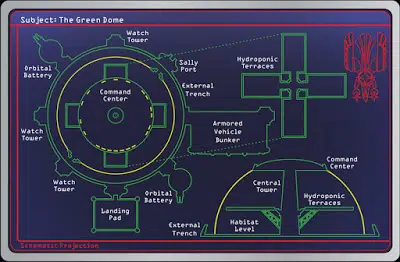 Subject: The Green Dome
Watch
Tower
Orbital
Battery
Sally
Port
External
Trench
Command
Center
Hydroponic
Terraces
Watch
Tower
Armored
Vehicle
Bunker
Watch
Tower
Orbital
Battery
Landing
Pad
Command
Center
Central
Tower
Hydroponic
Terraces
External
Trench
Habitat
Level
Schematic Projection